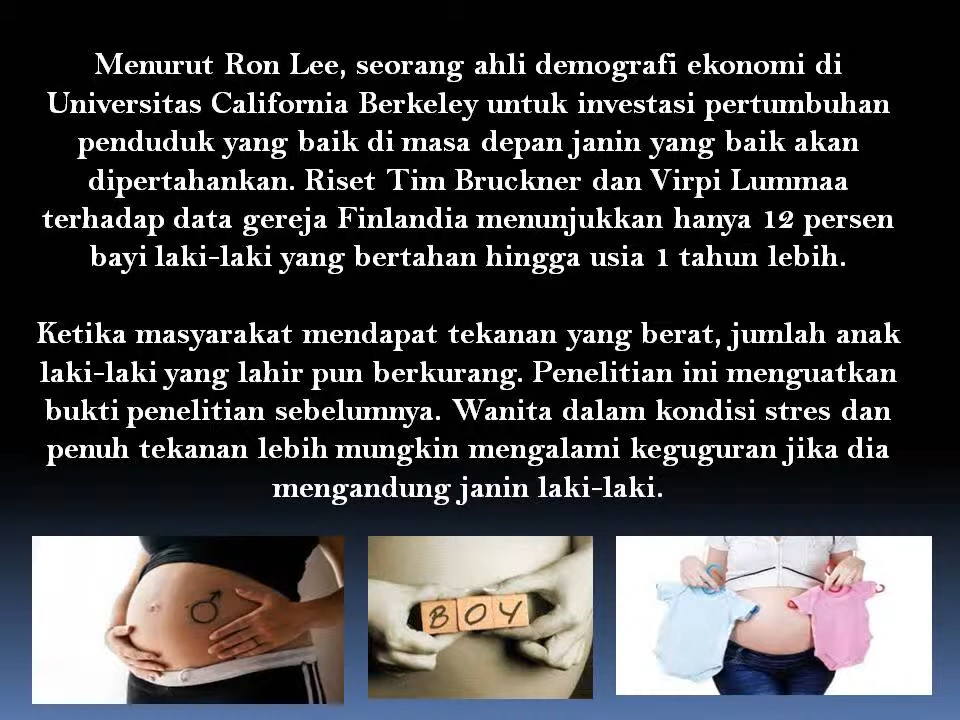 Menurut Ron Lee, seorang ahli demografi ekonomi di
Universitas California Berkeley untuk investasi pertumbuhan
penduduk yang baik di masa depan janin yang baik akan
dipertahankan. Riset Tim Bruckner dan Virpi Lummaa
terhadap data gereja Finlandia menunjukkan hanya 12 persen
bayi laki-laki yang bertahan hingga usia 1 tahun lebih.
Ketika masyarakat mendapat tekanan yang berat, jumlah anak
laki-laki yang lahir pun berkurang. Penelitian ini menguatkan
bukti penelitian sebelumnya. Wanita dalam kondisi stres dan
penuh tekanan lebih mungkin mengalami keguguran jika dia
mengandung janin laki-laki.
BOY